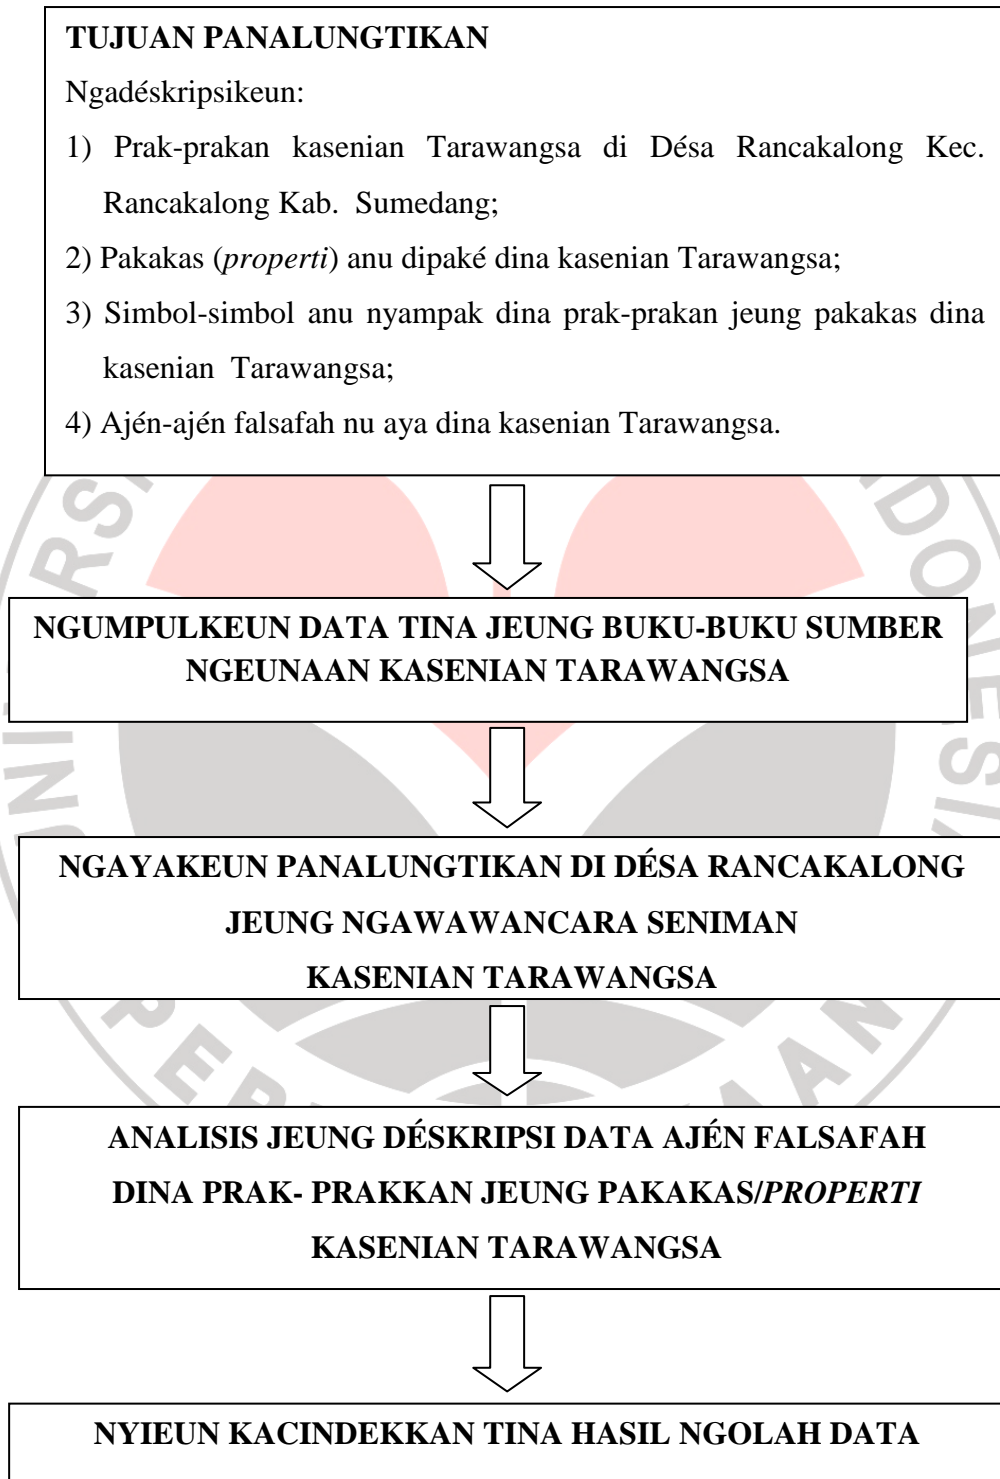 TUJUAN PANALUNGTIKAN
Ngadéskripsikeun:
1) Prak-prakan kasenian Tarawangsa di Désa Rancakalong Kec.
Rancakalong Kab. Sumedang;
2) Pakakas (properti) anu dipaké dina kasenian Tarawangsa;
3) Simbol-simbol anu nyampak dina prak-prakan jeung pakakas dina
kasenian Tarawangsa;
4) Ajén-ajén falsafah nu aya dina kasenian Tarawangsa.
NGUMPULKEUN DATA TINA JEUNG BUKU-BUKU SUMBER
NGEUNAAN KASENIAN TARAWANGSA
NGAYAKEUN PANALUNGTIKAN DI DÉSA RANCAKALONG
JEUNG NGAWAWANCARA SENIMAN
KASENIAN TARAWANGSA
ANALISIS JEUNG DÉSKRIPSI DATA AJÉN FALSAFAH
DINA PRAK- PRAKKAN JEUNG PAKAKAS/PROPERTI
KASENIAN TARAWANGSA
NYIEUN KACINDEKKAN TINA HASIL NGOLAH DATA